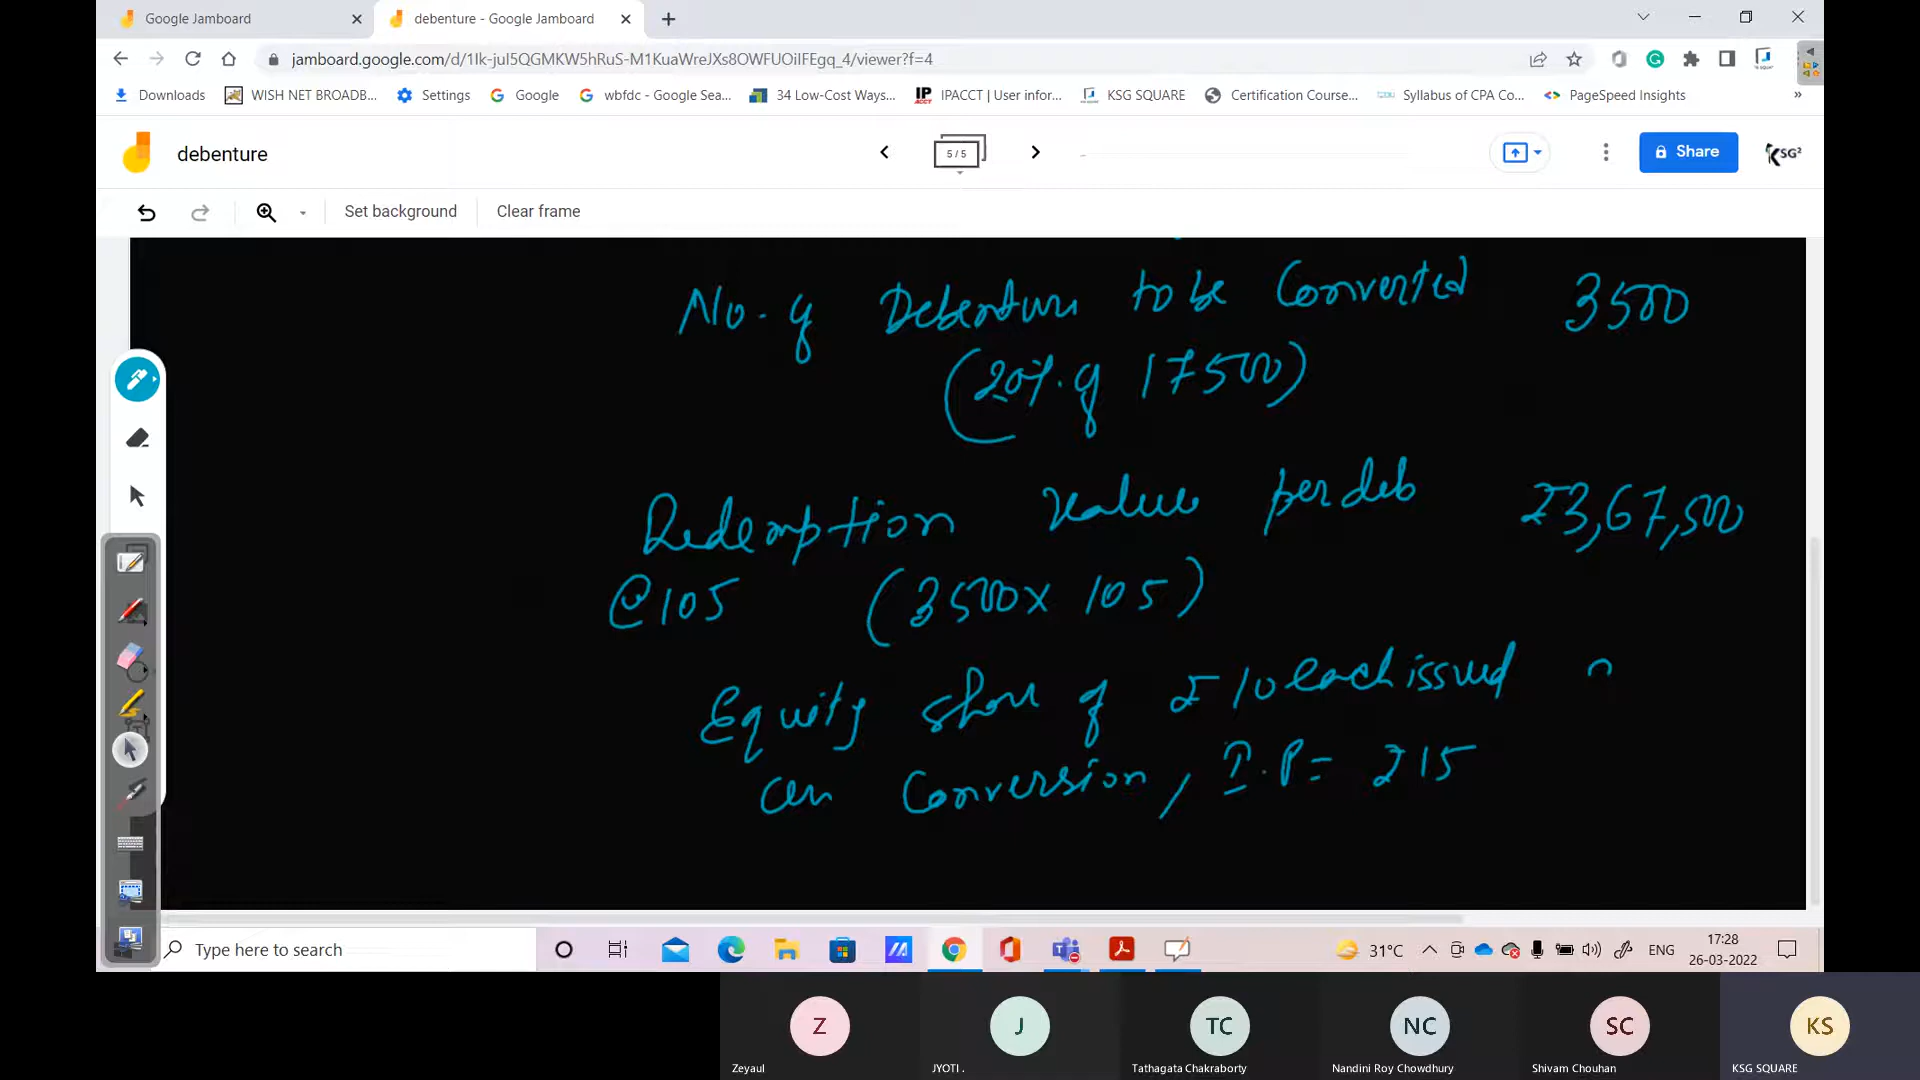 Google Jamboard
debenture - Google Jamboard
jamboard.google.com/d/1Ik-jul5QGMKW5hRuS-M1KuaWreJXs8OWFUOiIFEgq_4/viewer?f=4
Downloads WISH NET BROADB... Settings Google wbfdc - Google Sea... 34 Low-Cost Ways... IPACCT | User infor... KSG SQUARE Certification Course... Syllabus of CPA Co... PageSpeed Insights »
debenture
5 / 5
Share
KSG²
Set background Clear frame
No. of Debenture to be Converted 3500
(20%. of 17500)
Redemption value per deb ₹3,67,500
@105 (3500x 105)
Equity share of ₹10 each issued
on Conversion, I.P= ₹15
Type here to search
31°C ENG 17:28
26-03-2022
Z J TC NC SC KS
Zeyaul JYOTI . Tathagata Chakraborty Nandini Roy Chowdhury Shivam Chouhan KSG SQUARE